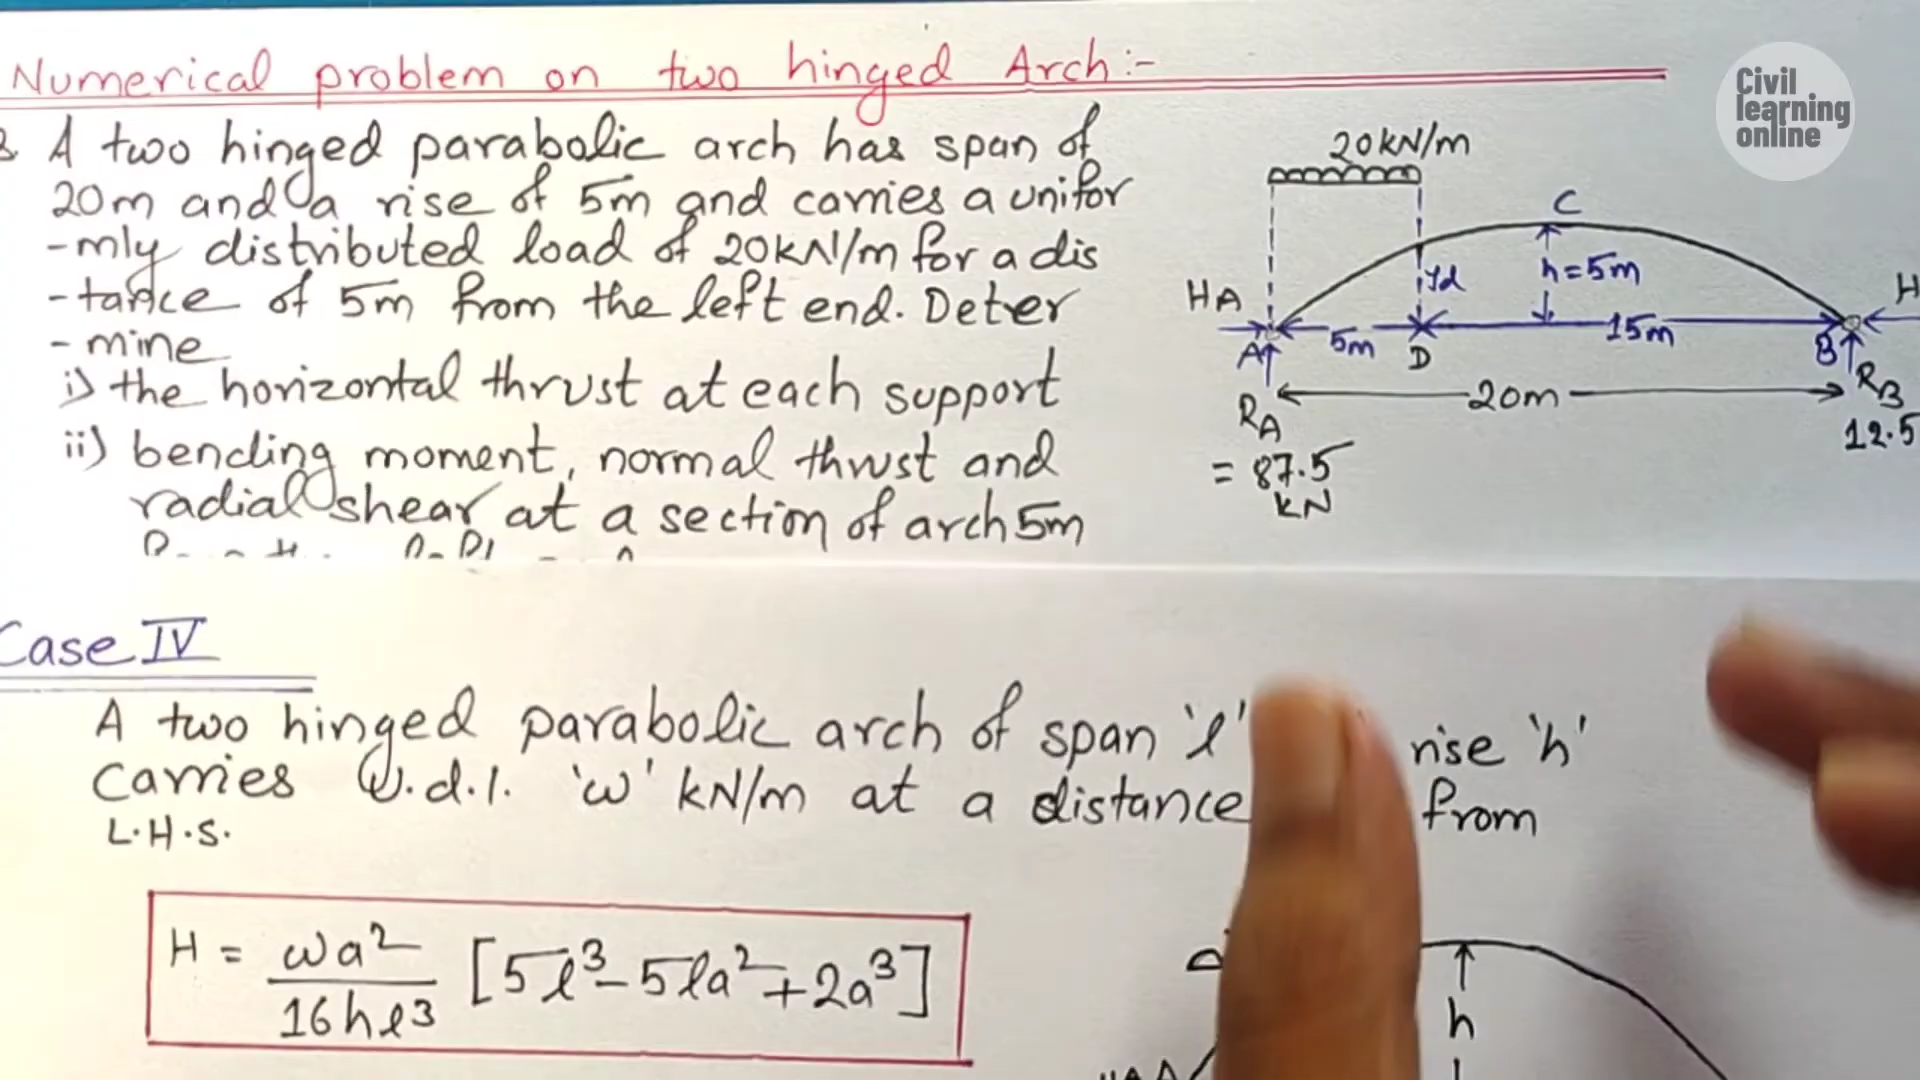 Numerical problem on two hinged Arch:-
A two hinged parabolic arch has span of
20m and a rise of 5m and carries a unifor
-mly distributed load of 20kN/m for a dis
-tance of 5m from the left end. Deter
-mine
i) the horizontal thrust at each support
ii) bending moment, normal thrust and
radial shear at a section of arch 5m
Civil
learning
online
20kN/m
C
yd
h=5m
HA
H
A
5m
D
15m
B
20m
RA
= 87.5
kN
RB
12.5
Case IV
A two hinged parabolic arch of span 'l' rise 'h'
carries U.d.l. 'w' kN/m at a distance from
L.H.S.
H = wa²/16hl³ [5l³-5la²+2a³]
h